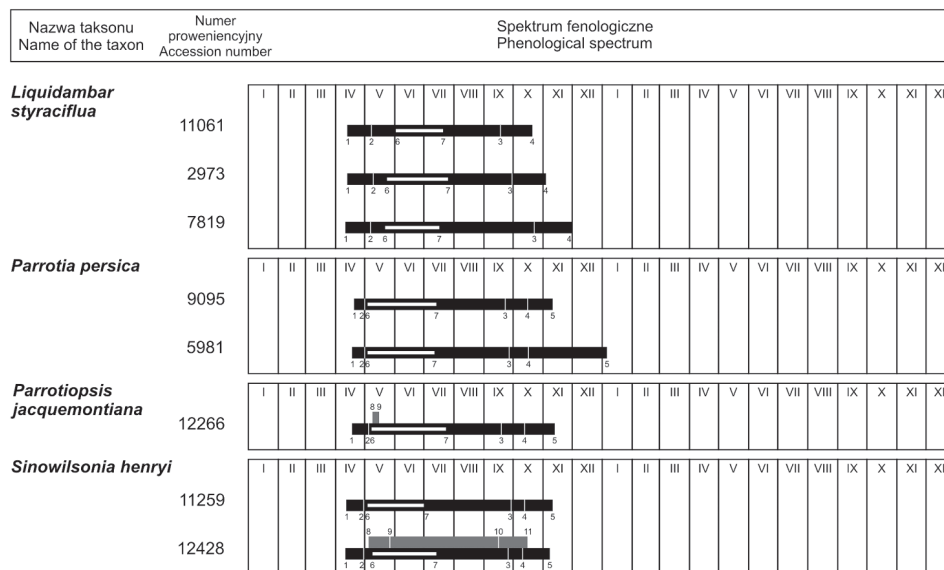 Nazwa taksonu
Name of the taxon
Numer
proweniencyjny
Accession number
Spektrum fenologiczne
Phenological spectrum
Liquidambar
styraciflua
I II III IV V VI VII VIII IX X XI XII I II III IV V VI VII VIII IX X XI
11061
1 2 6 7 3 4
2973
1 2 6 7 3 4
7819
1 2 6 7 3 4
Parrotia persica
I II III IV V VI VII VIII IX X XI XII I II III IV V VI VII VIII IX X XI
9095
1 2 6 7 3 4 5
5981
1 2 6 7 3 4 5
Parrotiopsis
jacquemontiana
I II III IV V VI VII VIII IX X XI XII I II III IV V VI VII VIII IX X XI
8 9
12266
1 2 6 7 3 4 5
Sinowilsonia henryi
I II III IV V VI VII VIII IX X XI XII I II III IV V VI VII VIII IX X XI
11259
1 2 6 7 3 4 5
8 9 10 11
12428
1 2 6 7 3 4 5